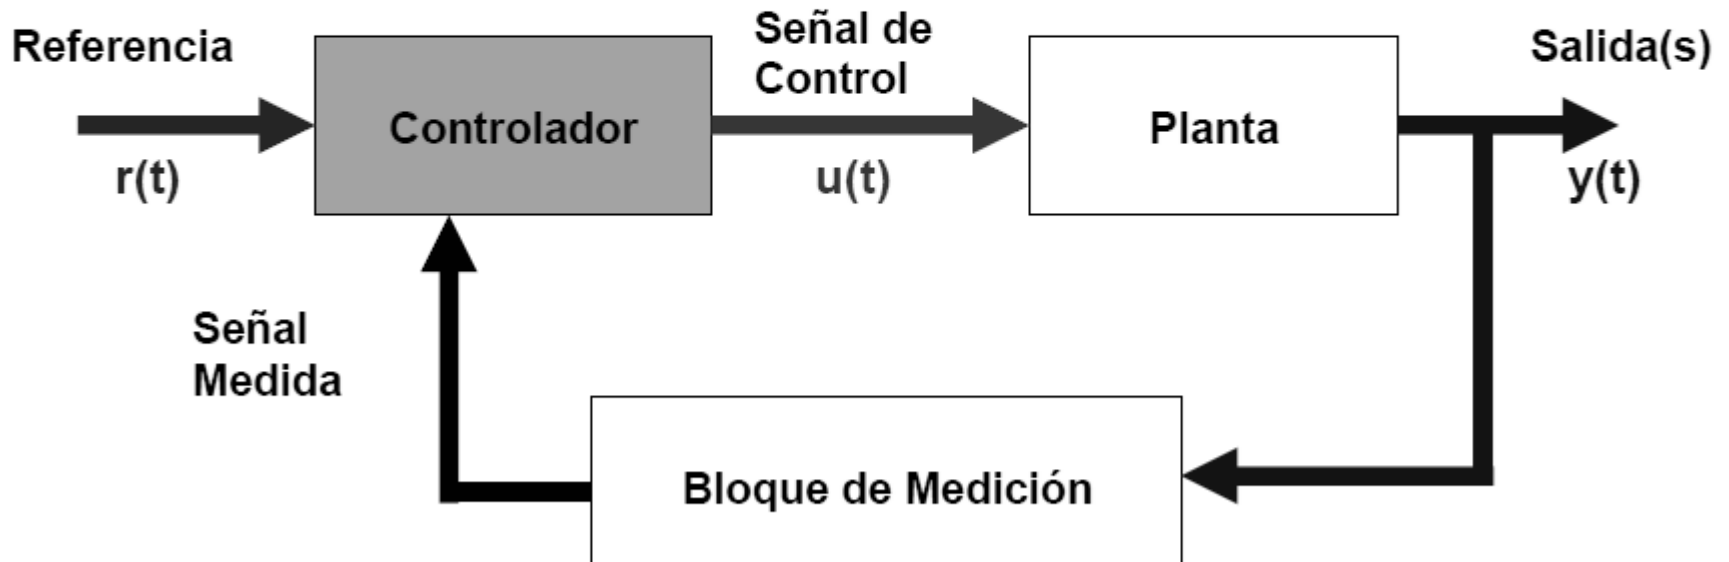 Referencia
r(t)
Controlador
Señal de
Control
u(t)
Planta
Salida(s)
y(t)
Señal
Medida
Bloque de Medición